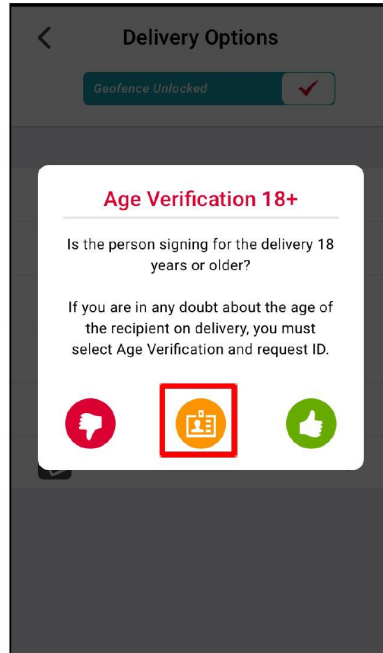 Delivery Options
Geofence Unlocked
Age Verification 18+
Is the person signing for the delivery 18
years or older?
If you are in any doubt about the age of
the recipient on delivery, you must
select Age Verification and request ID.